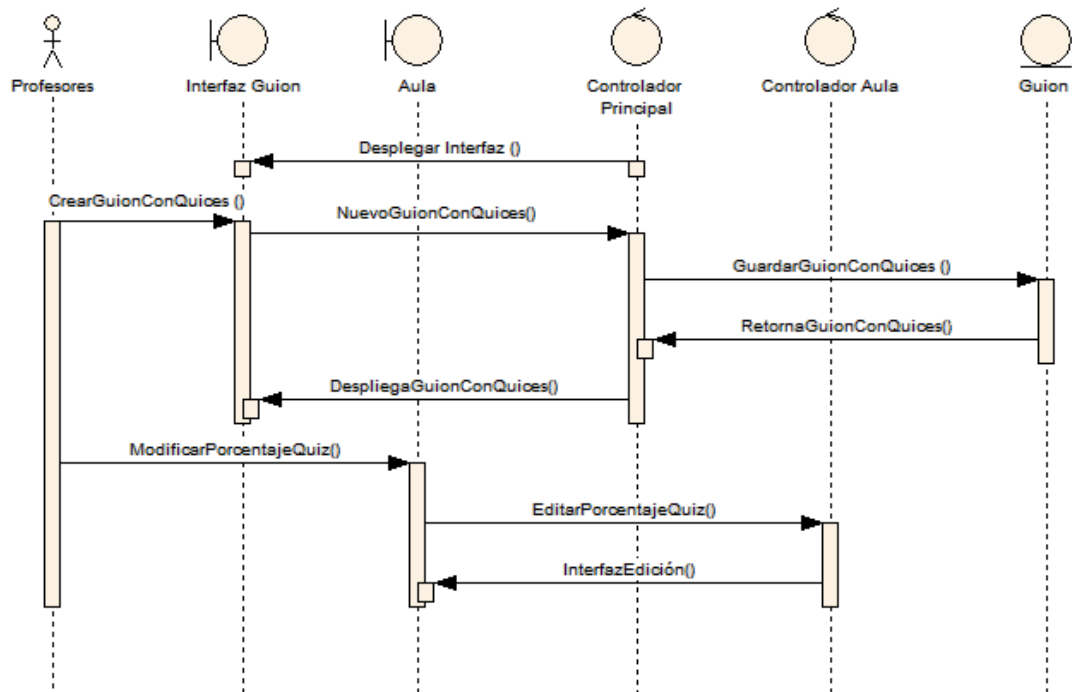 Profesores
Interfaz Guion
Aula
Controlador
Principal
Controlador Aula
Guion
Desplegar Interfaz ()
CrearGuionConQuices ()
NuevoGuionConQuices()
GuardarGuionConQuices ()
RetornaGuionConQuices()
DespliegaGuionConQuices()
ModificarPorcentajeQuiz()
EditarPorcentajeQuiz()
InterfazEdición()